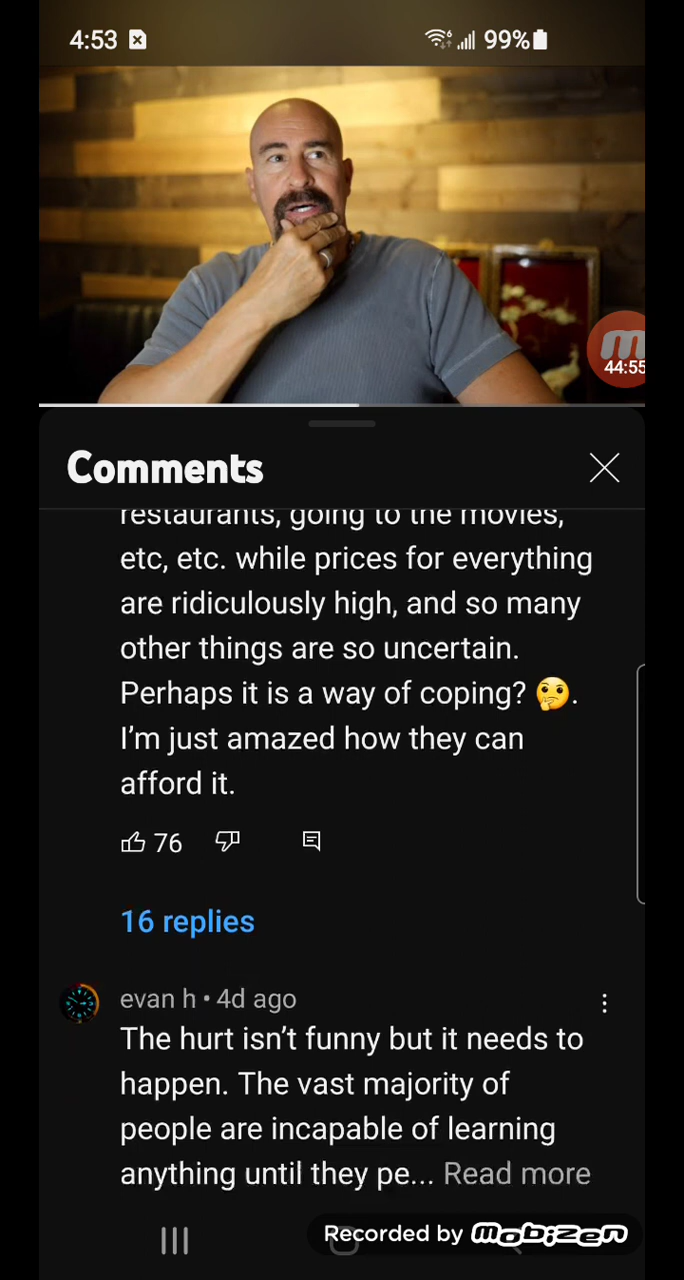 4:53 99%
44:55
Comments
restaurants, going to the movies,
etc, etc. while prices for everything
are ridiculously high, and so many
other things are so uncertain.
Perhaps it is a way of coping? 🤔.
I’m just amazed how they can
afford it.
76
16 replies
evan h • 4d ago
The hurt isn’t funny but it needs to
happen. The vast majority of
people are incapable of learning
anything until they pe... Read more
Recorded by mobizen